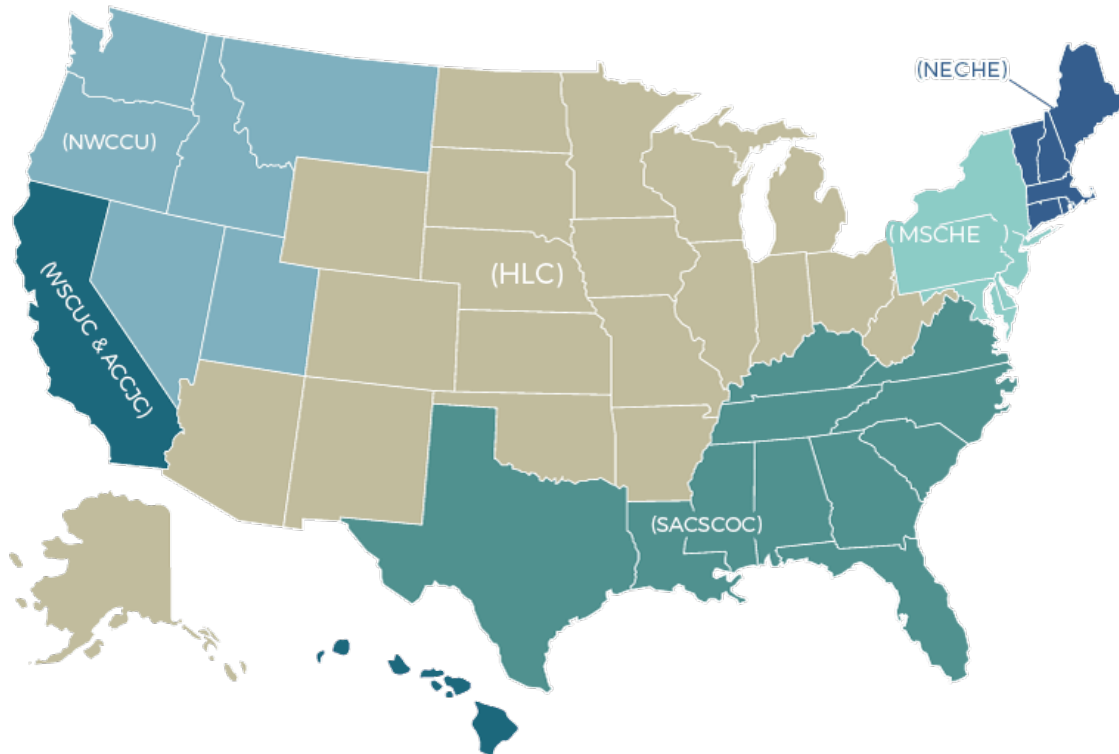 (NECHE)
(NWCCU)
(MSCHE )
(HLC)
(WSCUC & ACCJC)
(SACSCOC)